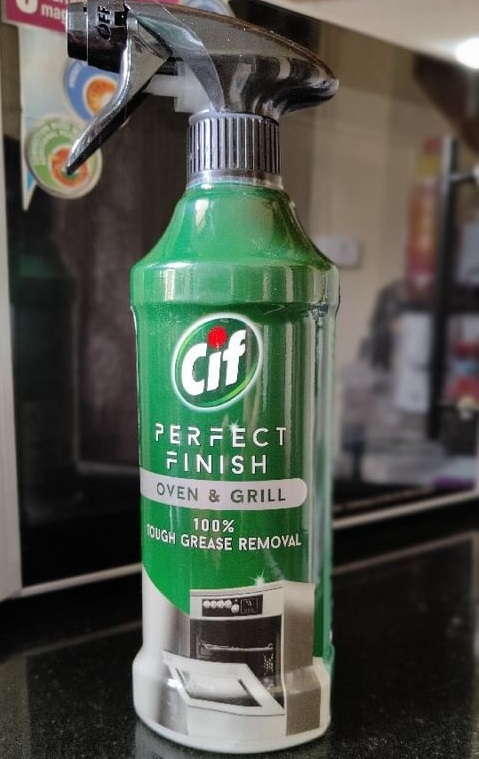 OFF
Cif
PERFECT
FINISH
OVEN & GRILL
100%
TOUGH GREASE REMOVAL